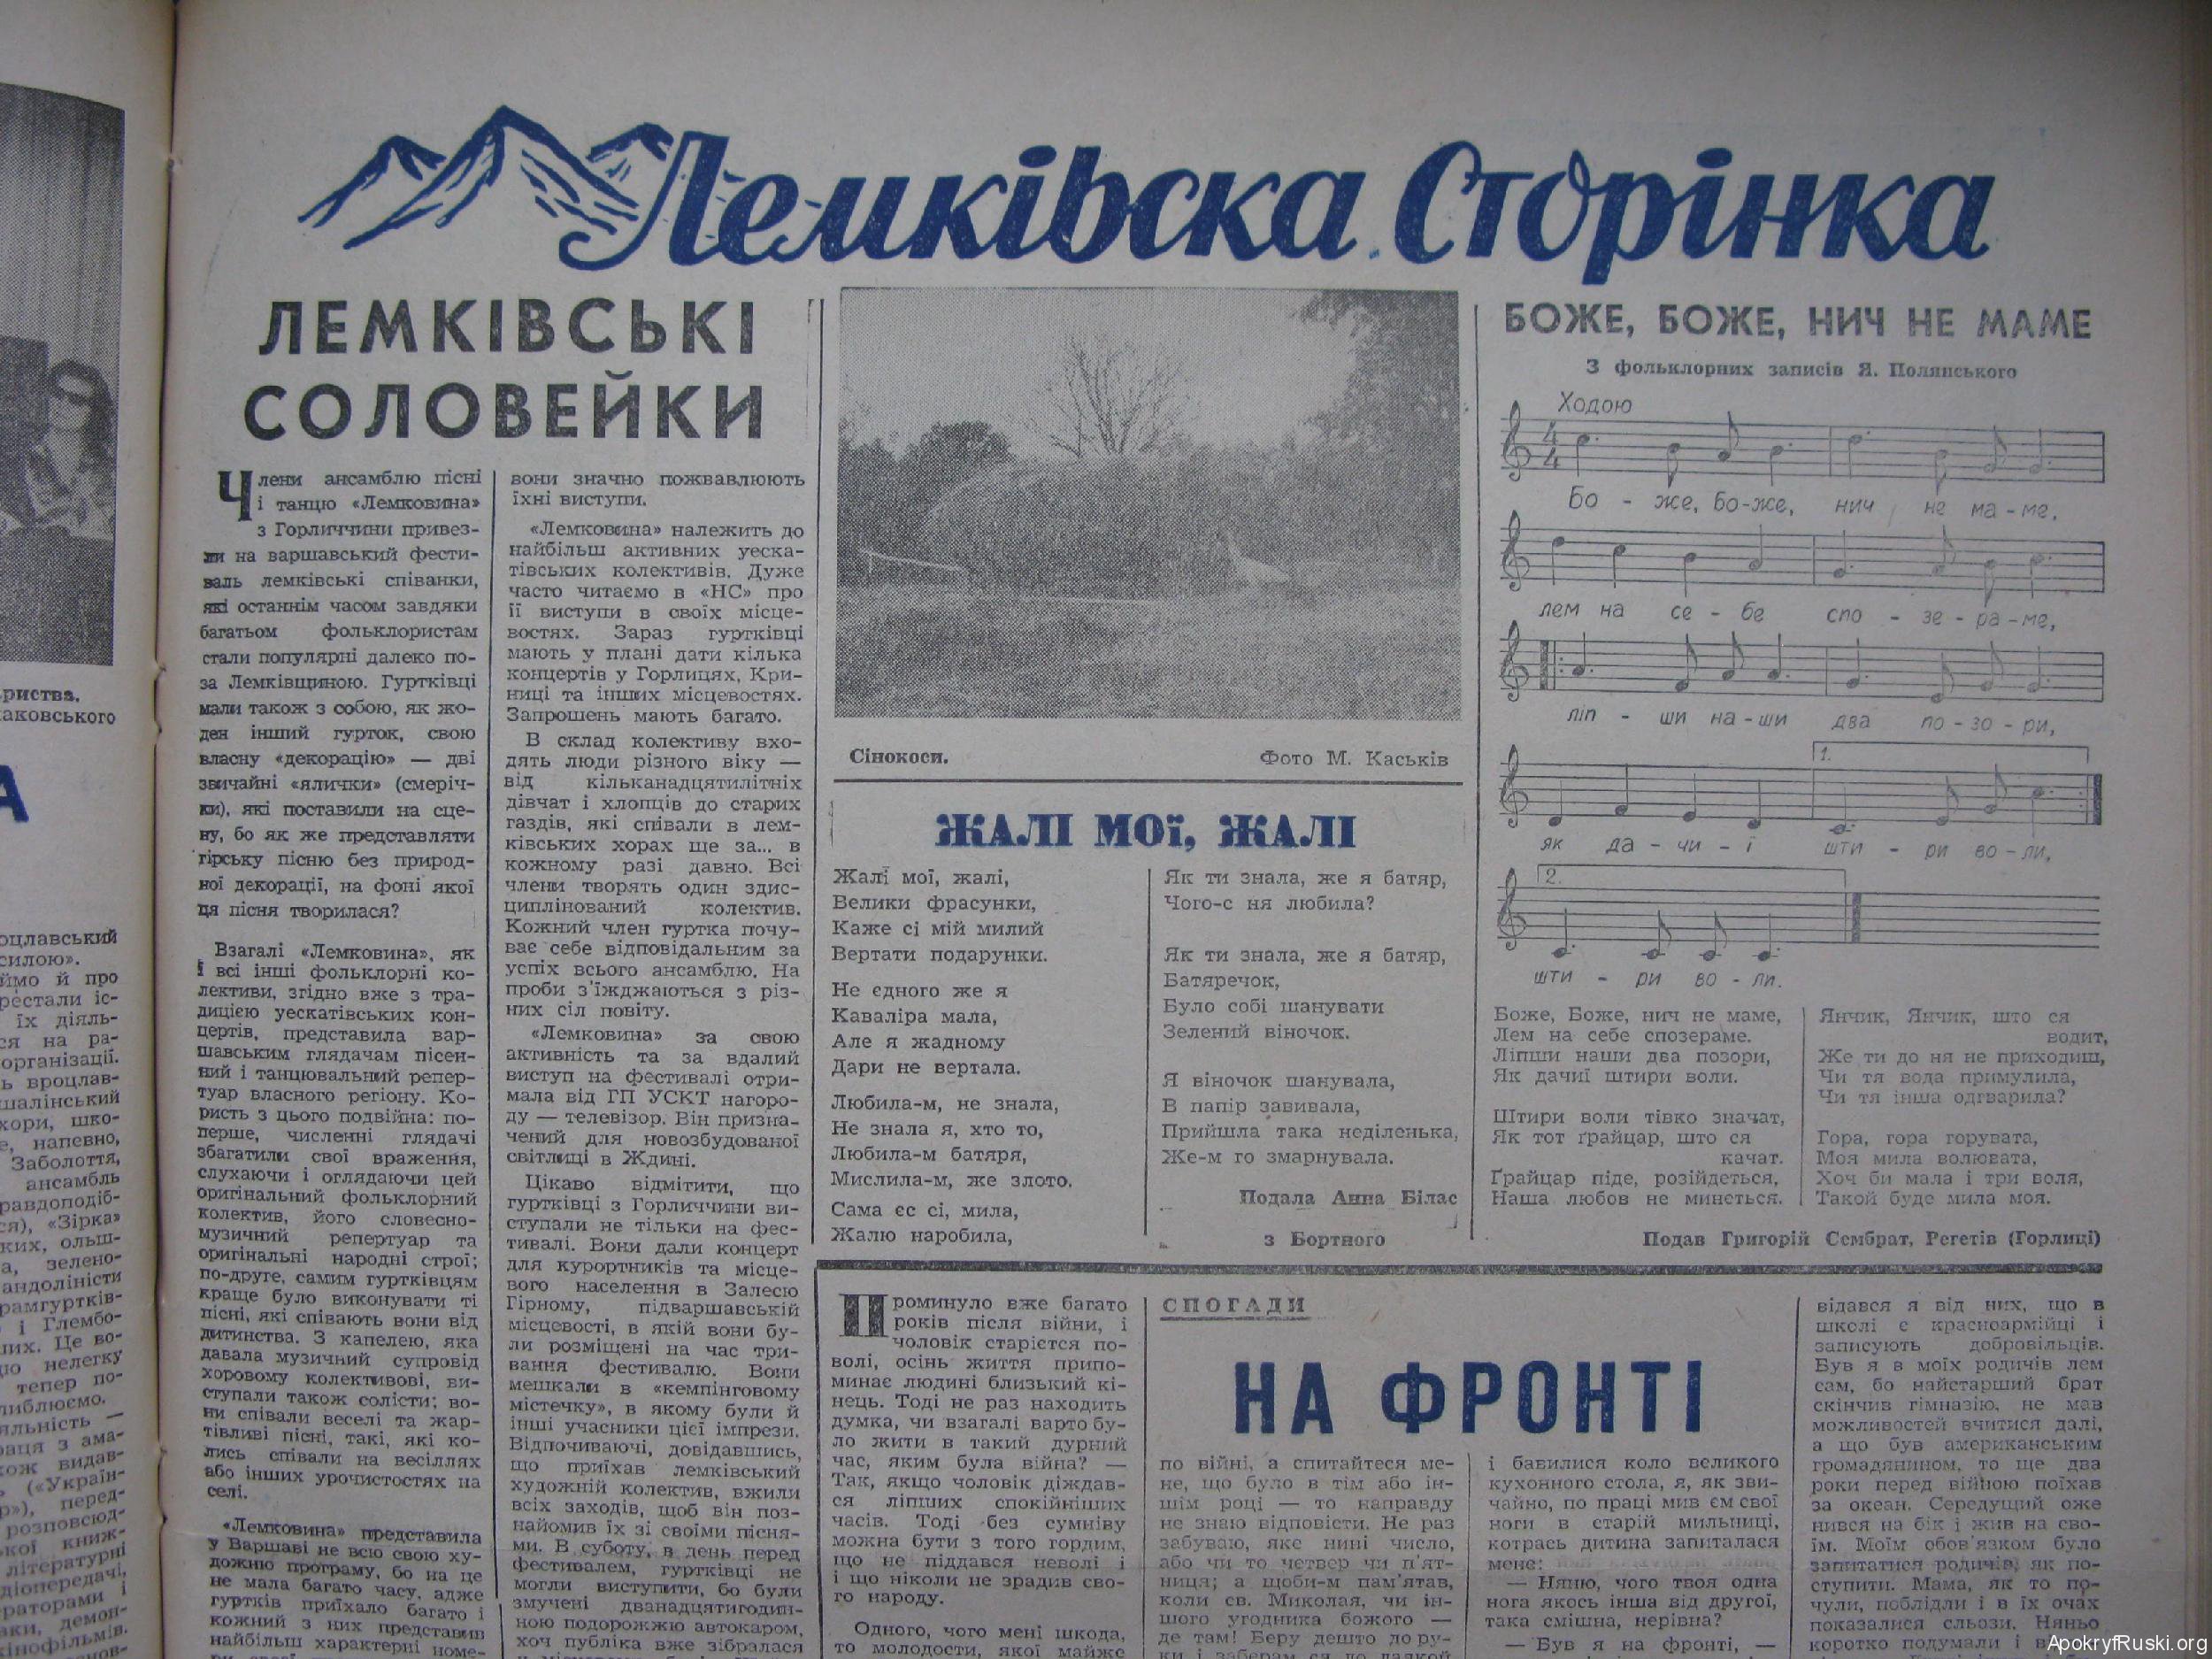 Лемківска Сторінка
ЛЕМКІВСЬКІ
СОЛОВЕЙКИ
Члени ансамблю пісні
і танцю «Лемковина»
з Горличчини привез-
ли на варшавський фести-
валь лемківські співанки,
які останнім часом завдяки
багатьом фольклористам
стали популярні далеко по-
за Лемківщиною. Гуртківці
мали також з собою, як жо-
ден інший гурток, свою
власну «декорацію» — дві
звичайні «ялички» (смеріч-
ки), які поставили на сце-
ну, бо як же представляти
гірську пісню без природ-
ної декорації, на фоні якої
ця пісня творилася?
Взагалі «Лемковина», як
і всі інші фольклорні ко-
лективи, згідно вже з тра-
дицією уескатівських кон-
цертів, представила вар-
шавським глядачам пісен-
ний і танцювальний репер-
туар власного регіону. Ко-
ристь з цього подвійна: по-
перше, численні глядачі
збагатили свої враження,
слухаючи і оглядаючи цей
оригінальний фольклорний
колектив, його словесно-
музичний репертуар та
оригінальні народні строї;
по-друге, самим гуртківцям
краще було виконувати ті
пісні, які співають вони від
дитинства. З капелею, яка
давала музичний супровід
хоровому колективові, ви-
ступали також солісти; во-
ни співали веселі та жар-
тівливі пісні, такі, які ко-
лись співали на весіллях
або інших урочистостях на
селі.
«Лемковина» представила
у Варшаві не всю свою ху-
дожню програму, бо на це
не мала багато часу, адже
гуртків приїхало багато і
кожний з них представив
найбільш характерні номе-
вони значно пожвавлюють
їхні виступи.
«Лемковина» належить до
найбільш активних уеска-
тівських колективів. Дуже
часто читаємо в «НС» про
її виступи в своїх місце-
востях. Зараз гуртківці
мають у плані дати кілька
концертів у Горлицях, Кри-
ниці та інших місцевостях.
Запрошень мають багато.
В склад колективу вхо-
дять люди різного віку —
від кільканадцятилітніх
дівчат і хлопців до старих
газдів, які співали в лем-
ківських хорах ще за... в
кожному разі давно. Всі
члени творять один здис-
циплінований колектив.
Кожний член гуртка почу-
ває себе відповідальним за
успіх всього ансамблю. На
проби з'їжджаються з різ-
них сіл повіту.
«Лемковина» за свою
активність та за вдалий
виступ на фестивалі отри-
мала від ГП УСКТ нагоро-
ду — телевізор. Він призна-
чений для новозбудованої
світлиці в Ждині.
Цікаво відмітити, що
гуртківці з Горличчини ви-
ступали не тільки на фес-
тивалі. Вони дали концерт
для курортників та місце-
вого населення в Залесю
Гірному, підваршавській
місцевості, в якій вони бу-
ли розміщені на час три-
вання фестивалю. Вони
мешкали в «кемпінговому
містечку», в якому були й
інші учасники цієї імпрези.
Відпочиваючі, довідавшись,
що приїхав лемківський
художній колектив, вжили
всіх заходів, щоб він поз-
найомив їх зі своїми пісня-
ми. В суботу, в день перед
фестивалем, гуртківці не
могли виступити, бо були
змучені дванадцятигодин-
ною подорожжю автокаром,
хоч публіка вже зібралася
Сінокоси.
Фото М. Каськів
ЖАЛІ МОЇ, ЖАЛІ
Жалі мої, жалі,
Велики фрасунки,
Каже сі мій милий
Вертати подарунки.
Не єдного же я
Каваліра мала,
Але я жадному
Дари не вертала.
Любила-м, не знала,
Не знала я, хто то,
Любила-м батяря,
Мислила-м, же злото.
Сама єс сі, мила,
Жалю наробила,
Як ти знала, же я батяр,
Чого-с ня любила?
Як ти знала, же я батяр,
Батяречок,
Було собі шанувати
Зелений віночок.
Я віночок шанувала,
В папір завивала,
Прийшла така неділенька,
Же-м го змарнувала.
Подала Анна Білас
з Бортного
БОЖЕ, БОЖЕ, НИЧ НЕ МАМЕ
З фольклорних записів Я. Полянського
Ходою
4
4
Бо - же, бо-же, нич не ма-ме,
лем на се - бе спо - зе - ра-ме,
ліп - ши на-ши два по-зо-ри,
1.
як да-чи-ї шти - ри во-ли,
2.
шти - ри во - ли.
Боже, Боже, нич не маме,
Лем на себе спозераме.
Ліпши наши два позори,
Як дачиї штири воли.
Штири воли тівко значат,
Як тот ґрайцар, што ся
качат.
Ґрайцар піде, розійдеться,
Наша любов не минеться.
Янчик, Янчик, што ся
водит,
Же ти до ня не приходиш,
Чи тя вода примулила,
Чи тя інша одгварила?
Гора, гора горувата,
Моя мила волювата,
Хоч би мала і три воля,
Такой буде мила моя.
Подав Григорій Сембрат, Регетів (Горлиці)
Проминуло вже багато
років після війни, і
чоловік старієтся по-
волі, осінь життя припо-
минає людині близький кі-
нець. Тоді не раз находить
думка, чи взагалі варто бу-
ло жити в такий дурний
час, яким була війна? —
Так, якщо чоловік діждав-
ся ліпших спокійніших
часів. Тоді без сумніву
можна бути з того гордим,
що не піддався неволі і
і що ніколи не зрадив сво-
го народу.
Одного, чого мені шкода,
то молодости, якої майже
СПОГАДИ
НА ФРОНТІ
по війні, а спитайтеся ме-
не, що було в тім або ін-
шім році — то направду
не знаю відповісти. Не раз
забуваю, яке нині число,
або чи то четвер чи п'ят-
ниця; а щоби-м пам'ятав,
коли св. Миколая, чи ін-
шого угодника божого —
де там! Беру дешто до ру-
і бавилися коло великого
кухонного стола, я, як зви-
чайно, по праці мив єм свої
ноги в старій мильниці,
котрась дитина запиталася
мене:
— Няню, чого твоя одна
нога якось інша від другої,
така смішна, нерівна?
— Був я на фронті, —
відався я від них, що в
школі є красноармійці і
записують добровільців.
Був я в моїх родичів лем
сам, бо найстарший брат
скінчив гімназію, не мав
можливостей вчитися далі,
а що був американським
громадянином, то ще два
роки перед війною поїхав
за океан. Середущий оже
нився на бік і жив на сво-
їм. Моїм обов'язком було
запитатися родичів, як по-
ступити. Мама, як то по-
чули, поблідли і в їх очах
показалися сльози. Няньо
коротко подумали і
ApokryfRuski.org